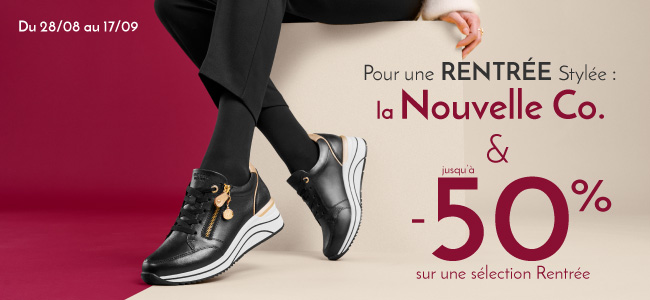 Du 28/08 au 17/09
Pour une RENTRÉE Stylée :
la Nouvelle Co.
&
jusqu'à
-50%
sur une sélection Rentrée